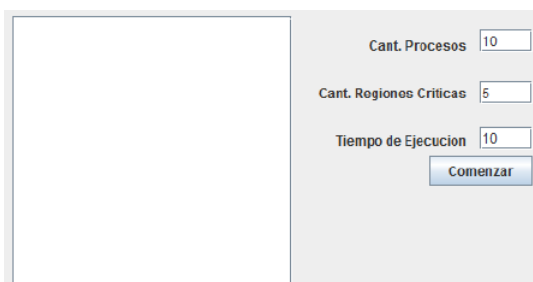 Cant. Procesos 10
Cant. Regiones Criticas 5
Tiempo de Ejecucion 10
Comenzar